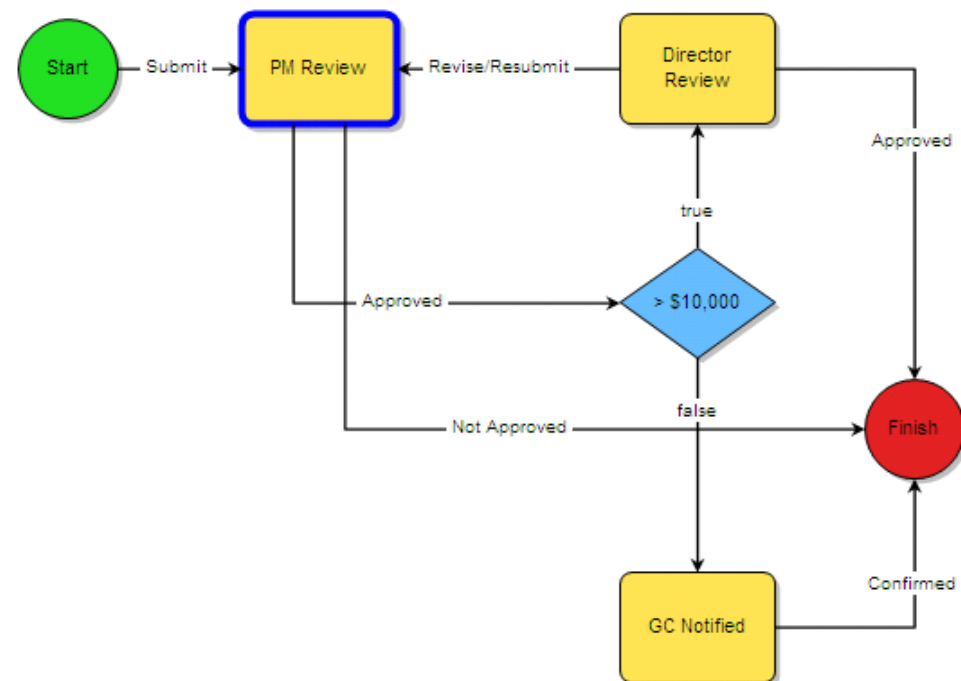 Start
Submit
PM Review
Revise/Resubmit
Director
Review
Approved
true
Approved
> $10,000
false
Not Approved
Finish
Confirmed
GC Notified